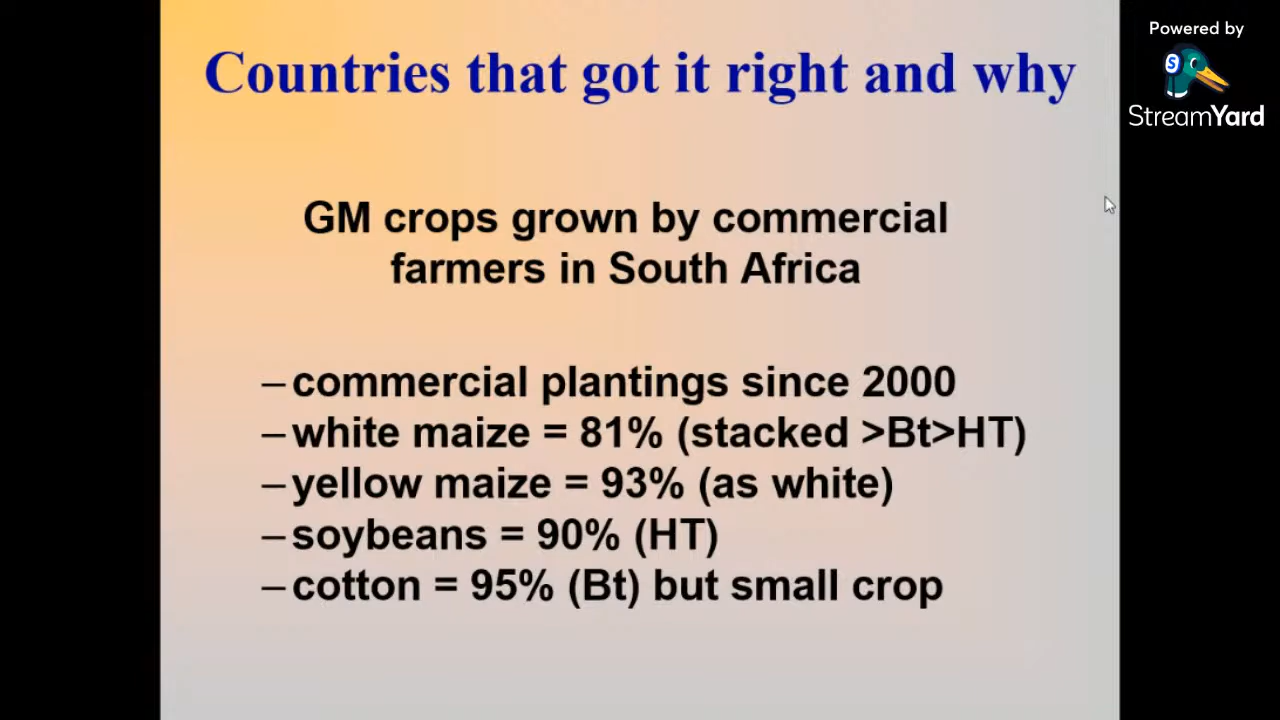 Countries that got it right and why
Powered by
StreamYard
GM crops grown by commercial
farmers in South Africa
–commercial plantings since 2000
–white maize = 81% (stacked >Bt>HT)
–yellow maize = 93% (as white)
–soybeans = 90% (HT)
–cotton = 95% (Bt) but small crop